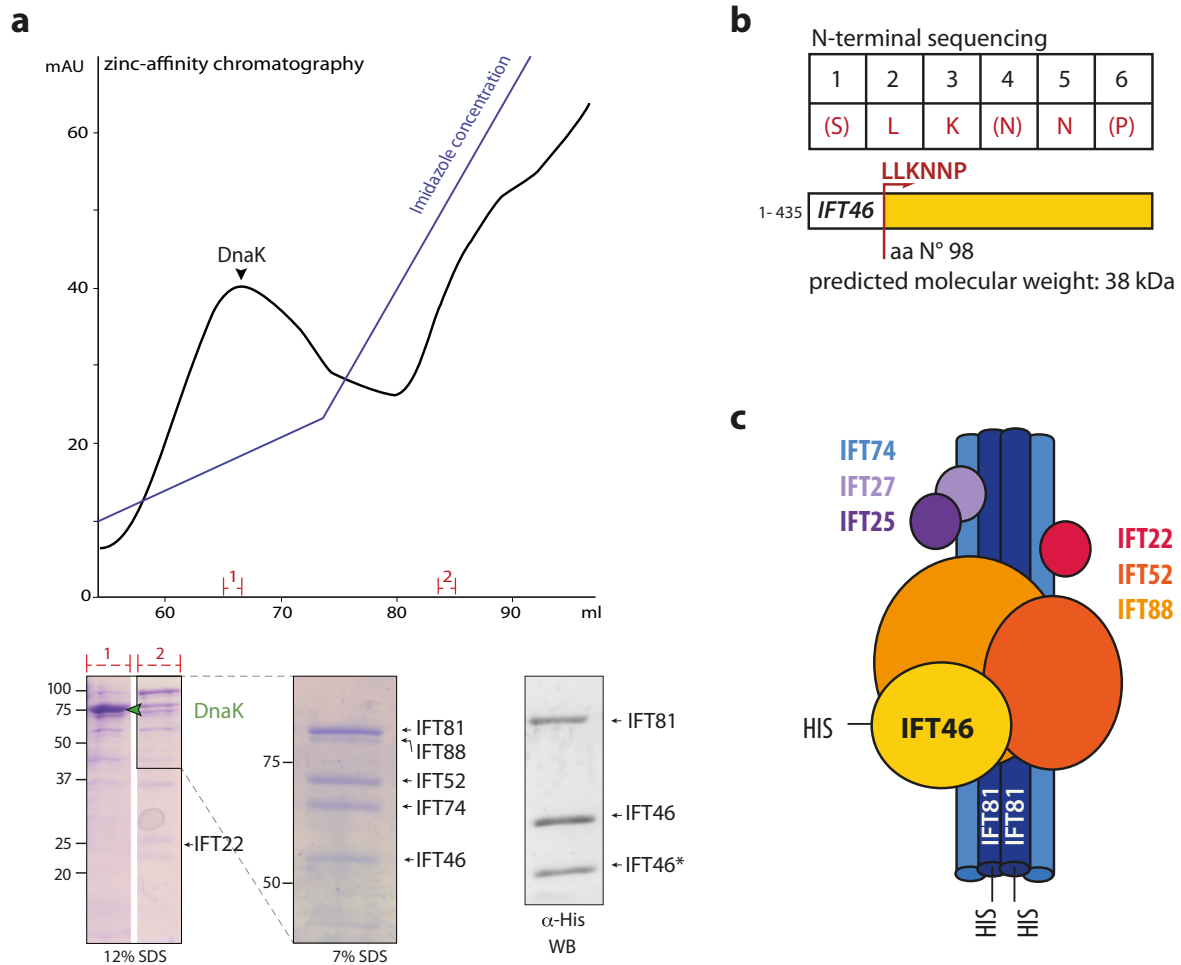 a
mAU
zinc-affinity chromatography
60
40
20
0
DnaK
Imidazole concentration
1
2
60
70
80
90
ml
1
2
100
75
50
37
25
20
DnaK
IFT22
12% SDS
75
50
IFT81
IFT88
IFT52
IFT74
IFT46
7% SDS
IFT81
IFT46
IFT46*
α-His
WB
b
N-terminal sequencing
1 2 3 4 5 6
(S) L K (N) N (P)
LLKNNP
1- 435
IFT46
aa N° 98
predicted molecular weight: 38 kDa
c
IFT74
IFT27
IFT25
IFT22
IFT52
IFT88
HIS
IFT46
IFT81
IFT81
HIS
HIS